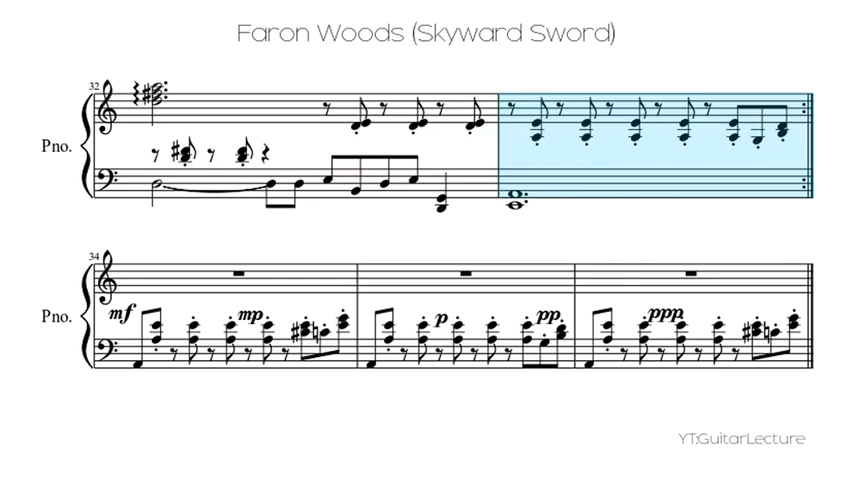 Faron Woods (Skyward Sword)
32
Pno.
34
mf
mp
p
pp
ppp
Pno.
YT:GuitarLecture